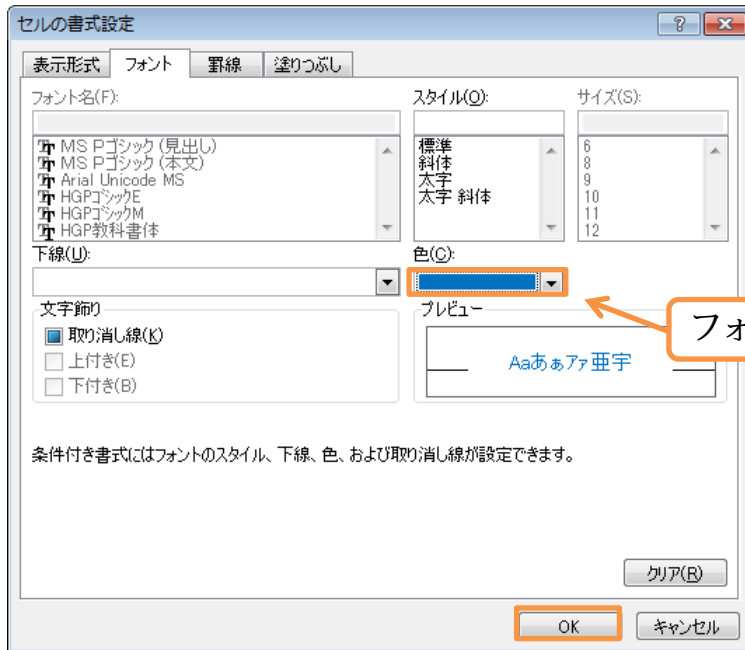 セルの書式設定
表示形式 フォント 罫線 塗りつぶし
フォント名(F): スタイル(O): サイズ(S):
MS Pゴシック (見出し)
MS Pゴシック (本文)
Arial Unicode MS
HGPゴシックE
HGPゴシックM
HGP教科書体
標準
斜体
太字
太字 斜体
6
8
9
10
11
12
下線(U): 色(C):
文字飾り
取り消し線(K)
上付き(E)
下付き(B)
プレビュー
Aaあぁアァ亜宇
フォ
条件付き書式にはフォントのスタイル、下線、色、および取り消し線が設定できます。
クリア(R)
OK キャンセル